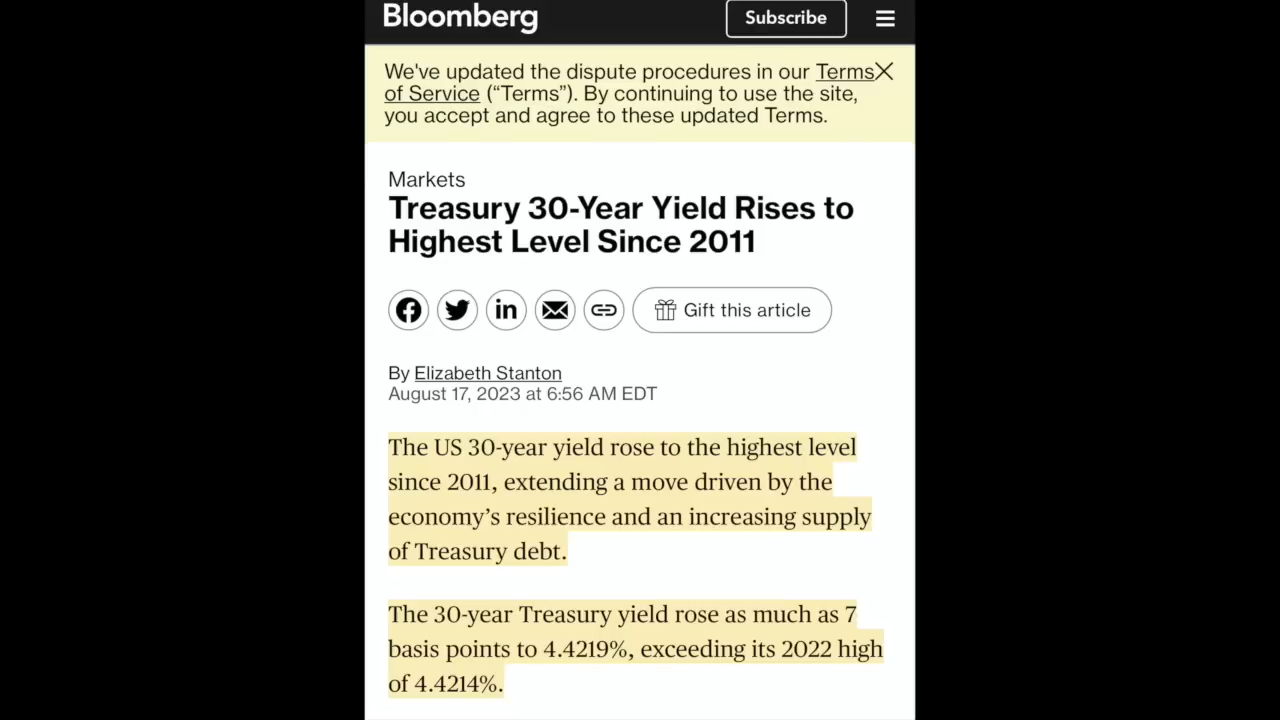 Bloomberg
Subscribe
We've updated the dispute procedures in our Terms
of Service (“Terms”). By continuing to use the site,
you accept and agree to these updated Terms.
Markets
Treasury 30-Year Yield Rises to
Highest Level Since 2011
in
Gift this article
By Elizabeth Stanton
August 17, 2023 at 6:56 AM EDT
The US 30-year yield rose to the highest level
since 2011, extending a move driven by the
economy’s resilience and an increasing supply
of Treasury debt.
The 30-year Treasury yield rose as much as 7
basis points to 4.4219%, exceeding its 2022 high
of 4.4214%.